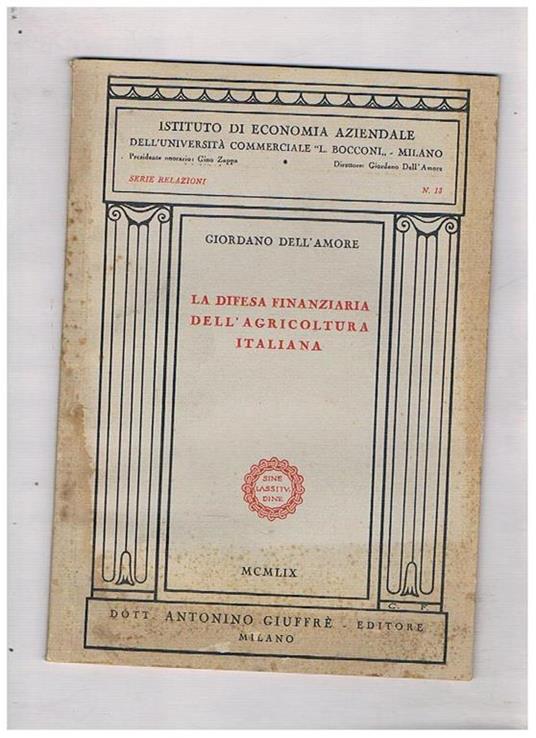 ISTITUTO DI ECONOMIA AZIENDALE
DELL'UNIVERSITÀ COMMERCIALE "L. BOCCONI„ - MILANO
Presidente onorario: Gino Zappa • Direttore: Giordano Dell'Amore
SERIE RELAZIONI N. 13
GIORDANO DELL'AMORE
LA DIFESA FINANZIARIA
DELL'AGRICOLTURA
ITALIANA
SINE
LASSITV
DINE
MCMLIX
C. F.
DOTT. ANTONINO GIUFFRÈ - EDITORE
MILANO